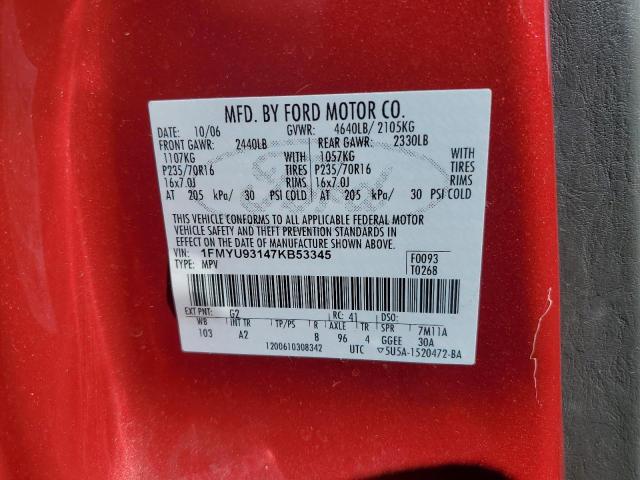 MFD. BY FORD MOTOR CO.
DATE: 10/06 GVWR: 4640LB/ 2105KG
FRONT GAWR: 2440LB REAR GAWR: 2330LB
1107KG WITH 1057KG WITH
P235/70R16 TIRES P235/70R16 TIRES
16x7.0J RIMS 16x7.0J RIMS
AT 205 kPa/ 30 PSI COLD AT 205 kPa/ 30 PSI COLD
THIS VEHICLE CONFORMS TO ALL APPLICABLE FEDERAL MOTOR
VEHICLE SAFETY AND THEFT PREVENTION STANDARDS IN
EFFECT ON THE DATE OF MANUFACTURE SHOWN ABOVE.
VIN: 1FMYU93147KB53345 F0093
TYPE: MPV T0268
EXT PNT: G2 RC: 41 DSO:
WB INT TR TP/PS R AXLE TR SPR 7M11A
103 A2 8 96 4 GGEE 30A
1200610308342 UTC ▽5U5A-1520472-BA
Ford